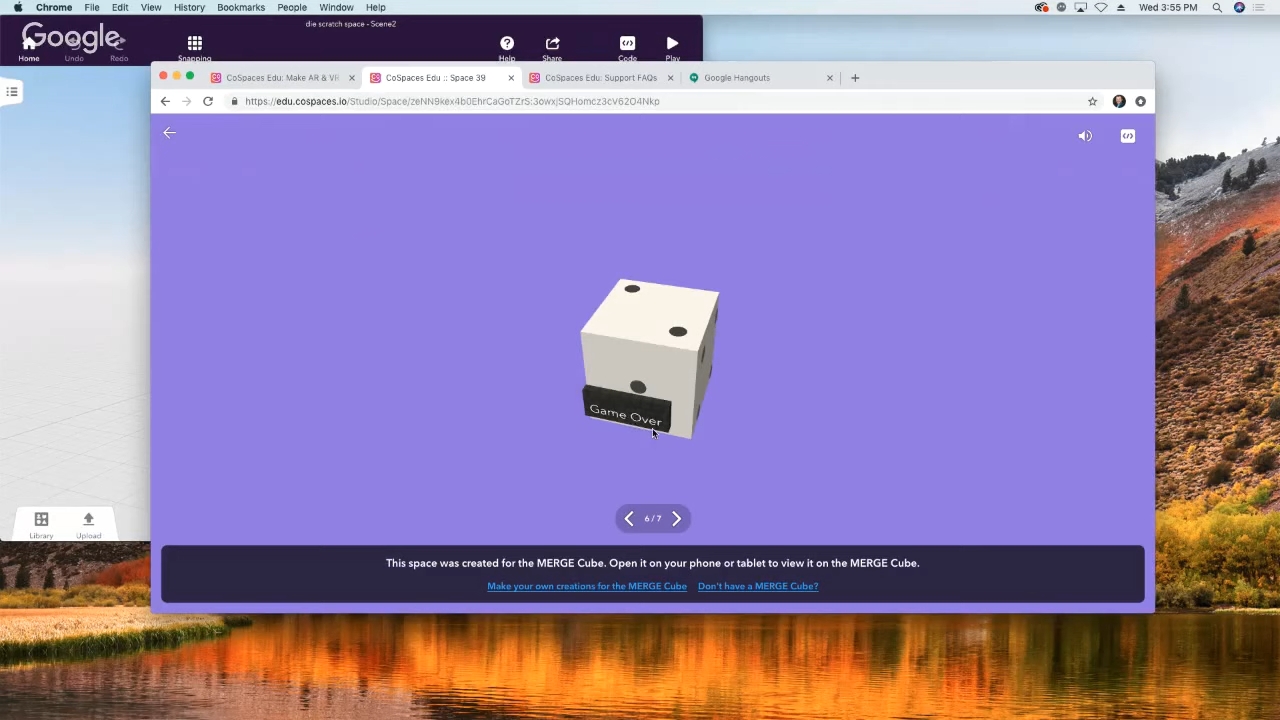 Chrome File Edit View History Bookmarks People Window Help Wed 3:55 PM
die scratch space - Scene2
Google
Home Undo Redo Snapping Help Share Code Play
CoSpaces Edu: Make AR & VR CoSpaces Edu :: Space 39 CoSpaces Edu: Support FAQs Google Hangouts
https://edu.cospaces.io/Studio/Space/zeNN9kex4b0EhrCaGoTZrS:3owxjSQHomcz3cV62O4Nkp
Game Over
6 / 7
Library Upload
This space was created for the MERGE Cube. Open it on your phone or tablet to view it on the MERGE Cube.
Make your own creations for the MERGE Cube Don't have a MERGE Cube?